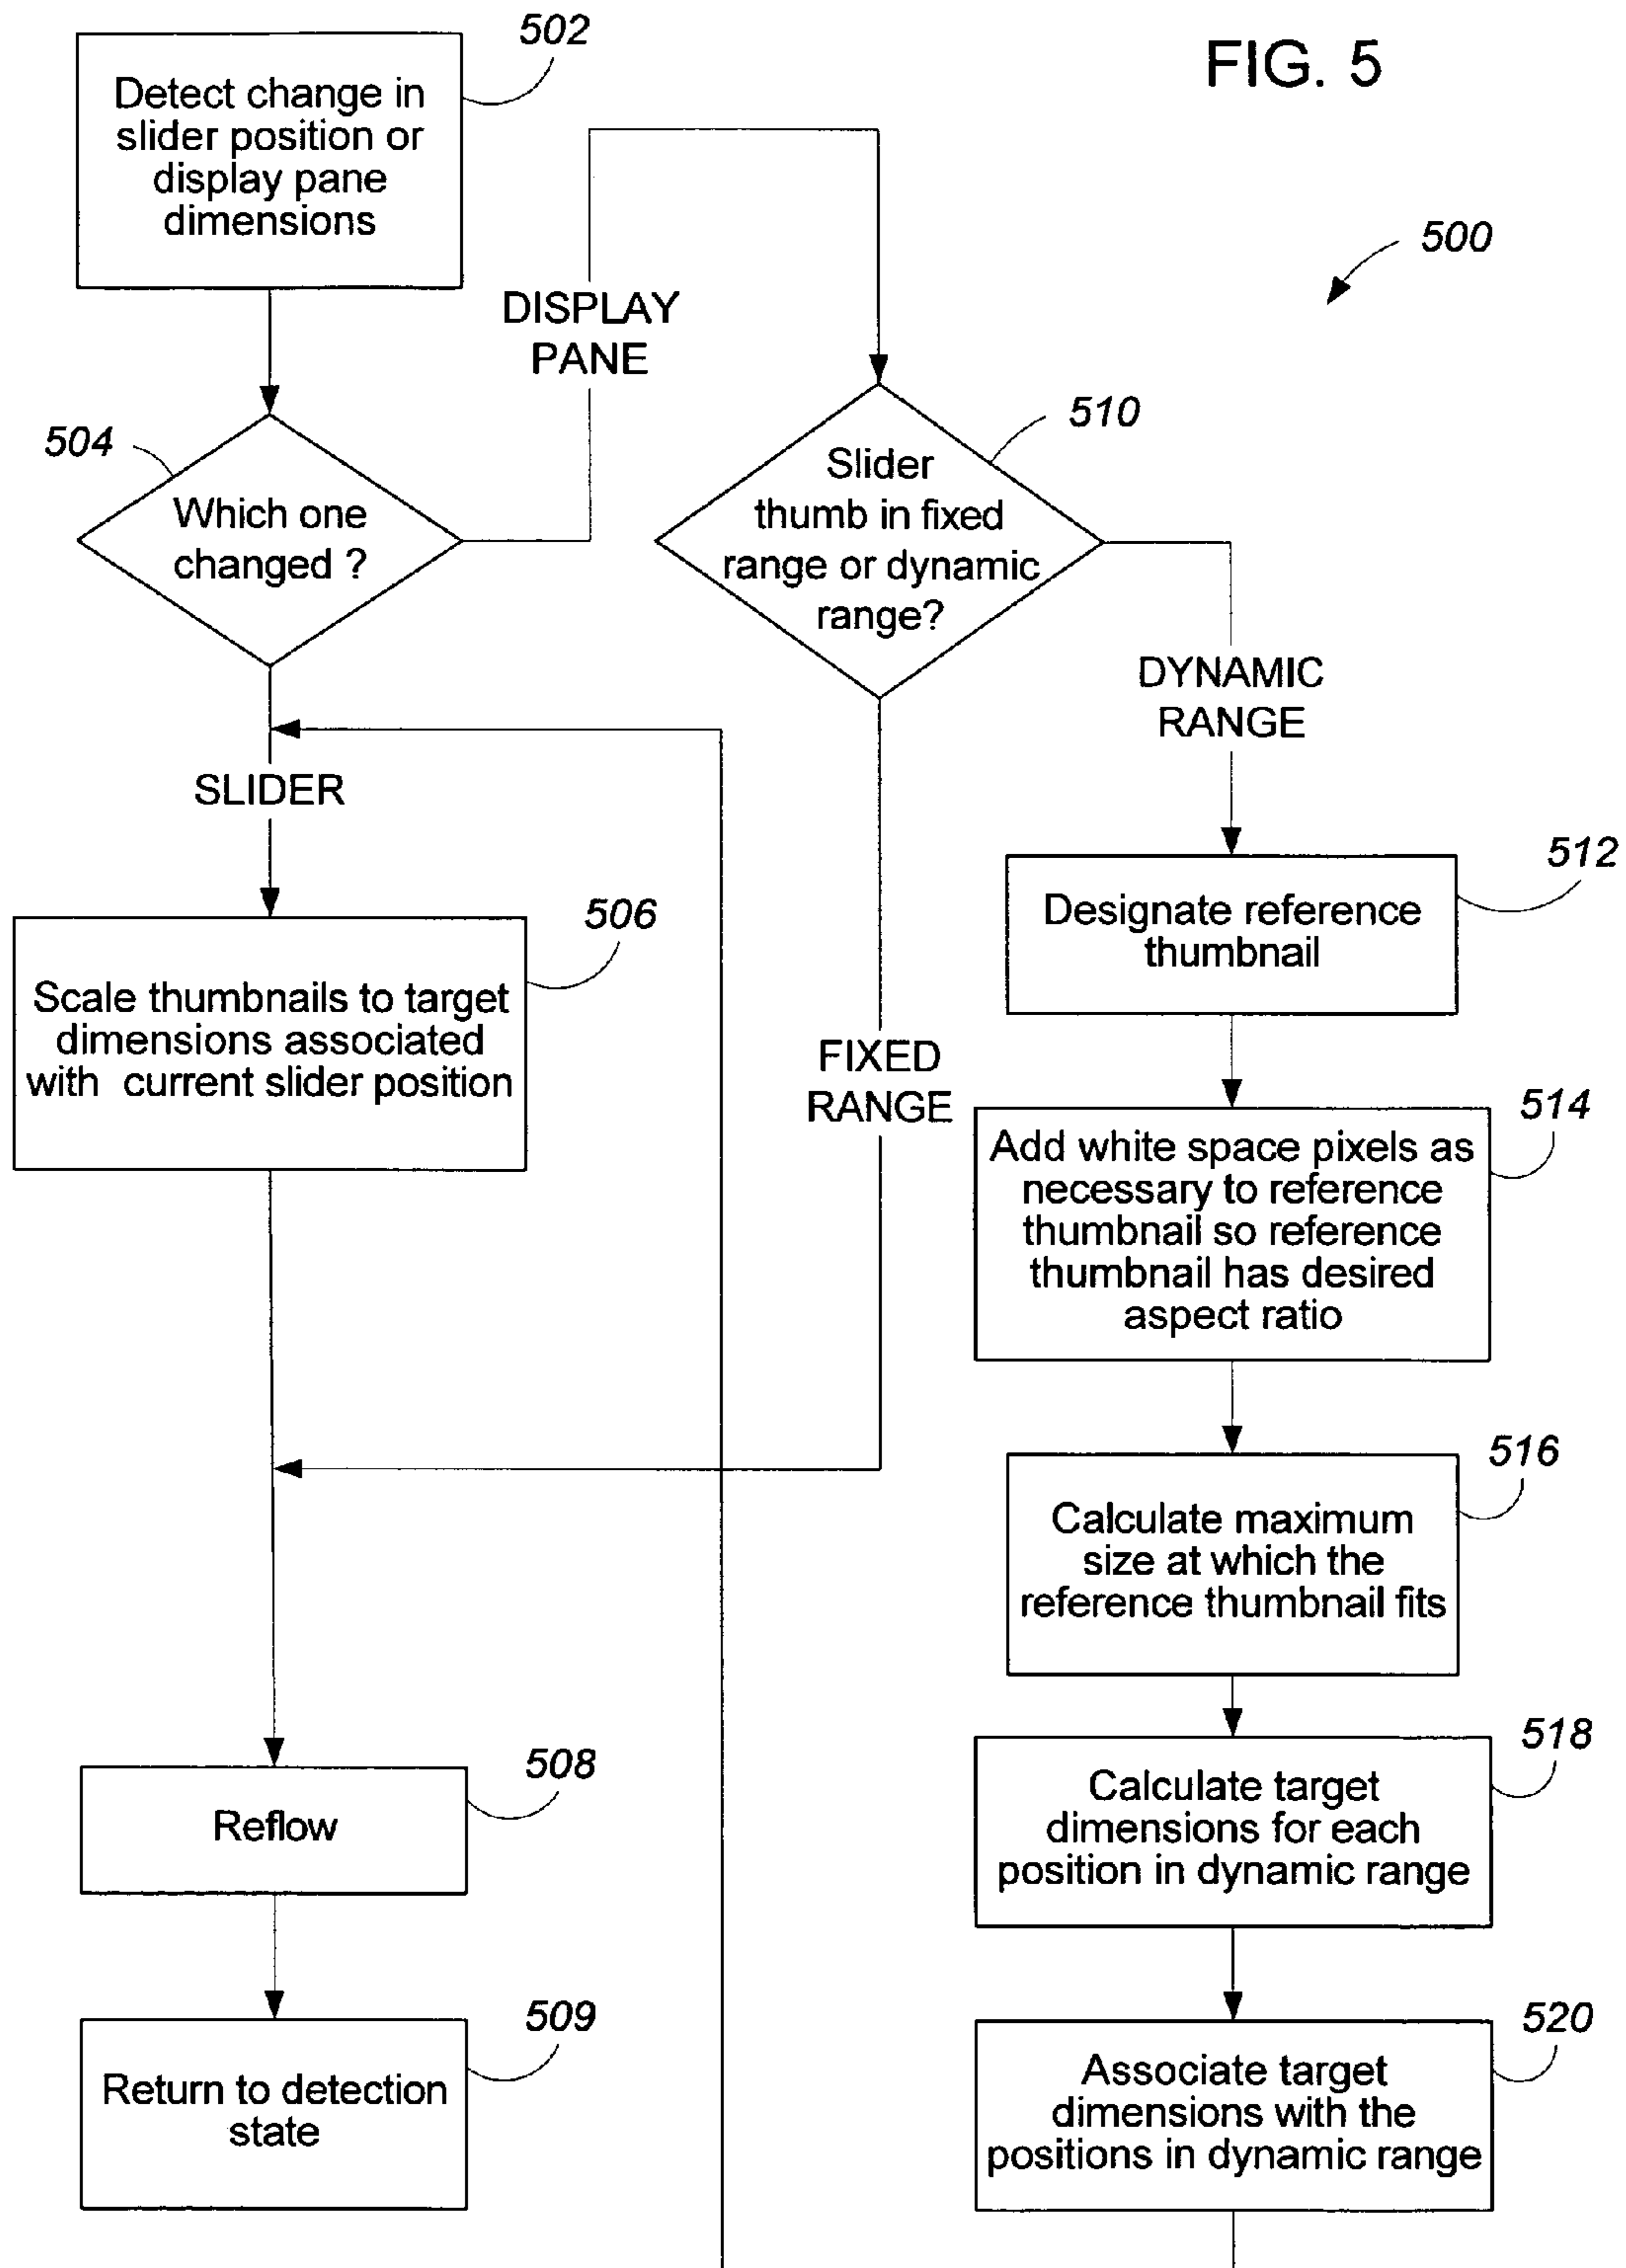 FIG. 5
500
502
Detect change in
slider position or
display pane
dimensions
504
Which one
changed ?
DISPLAY
PANE
SLIDER
506
Scale thumbnails to target
dimensions associated
with current slider position
508
Reflow
509
Return to detection
state
510
Slider
thumb in fixed
range or dynamic
range?
FIXED
RANGE
DYNAMIC
RANGE
512
Designate reference
thumbnail
514
Add white space pixels as
necessary to reference
thumbnail so reference
thumbnail has desired
aspect ratio
516
Calculate maximum
size at which the
reference thumbnail fits
518
Calculate target
dimensions for each
position in dynamic range
520
Associate target
dimensions with the
positions in dynamic range